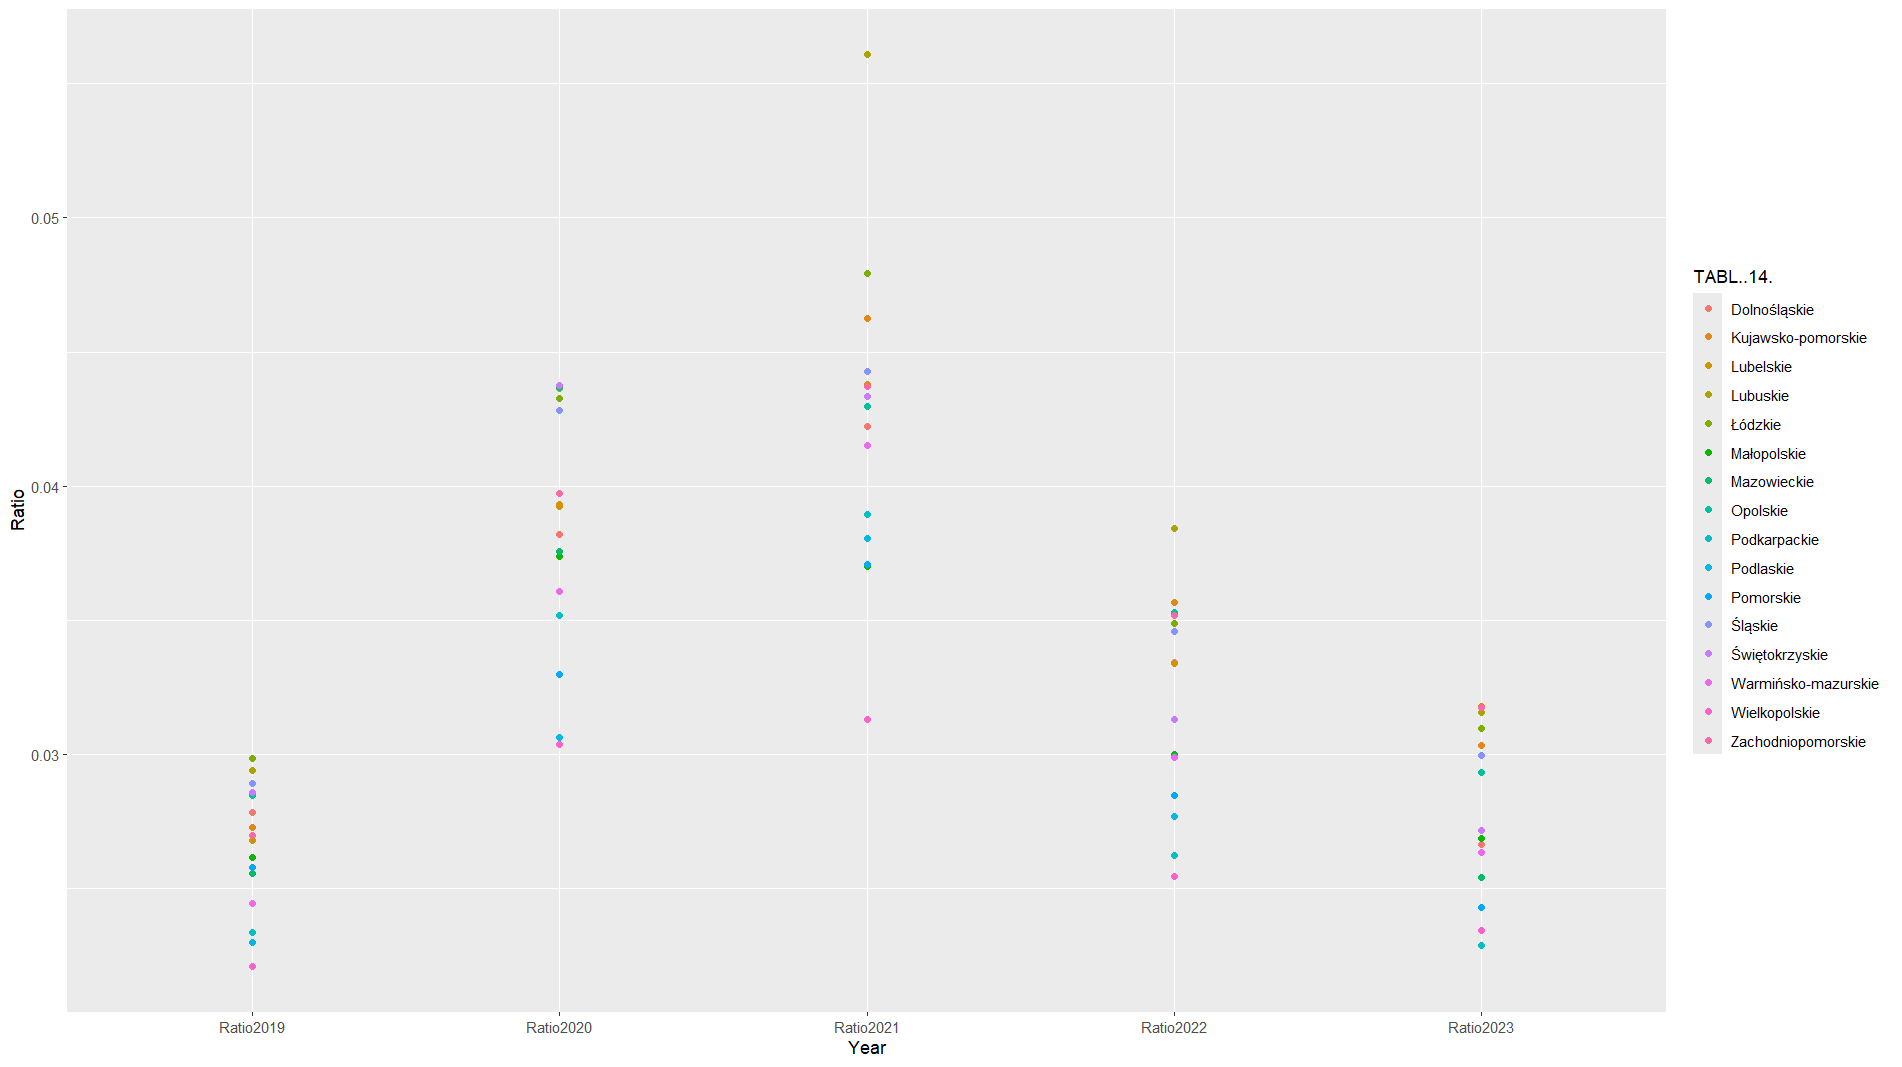 0.05
0.04
0.03
Ratio
Ratio2019
Ratio2020
Ratio2021
Ratio2022
Ratio2023
Year
TABL..14.
Dolnośląskie
Kujawsko-pomorskie
Lubelskie
Lubuskie
Łódzkie
Małopolskie
Mazowieckie
Opolskie
Podkarpackie
Podlaskie
Pomorskie
Śląskie
Świętokrzyskie
Warmińsko-mazurskie
Wielkopolskie
Zachodniopomorskie